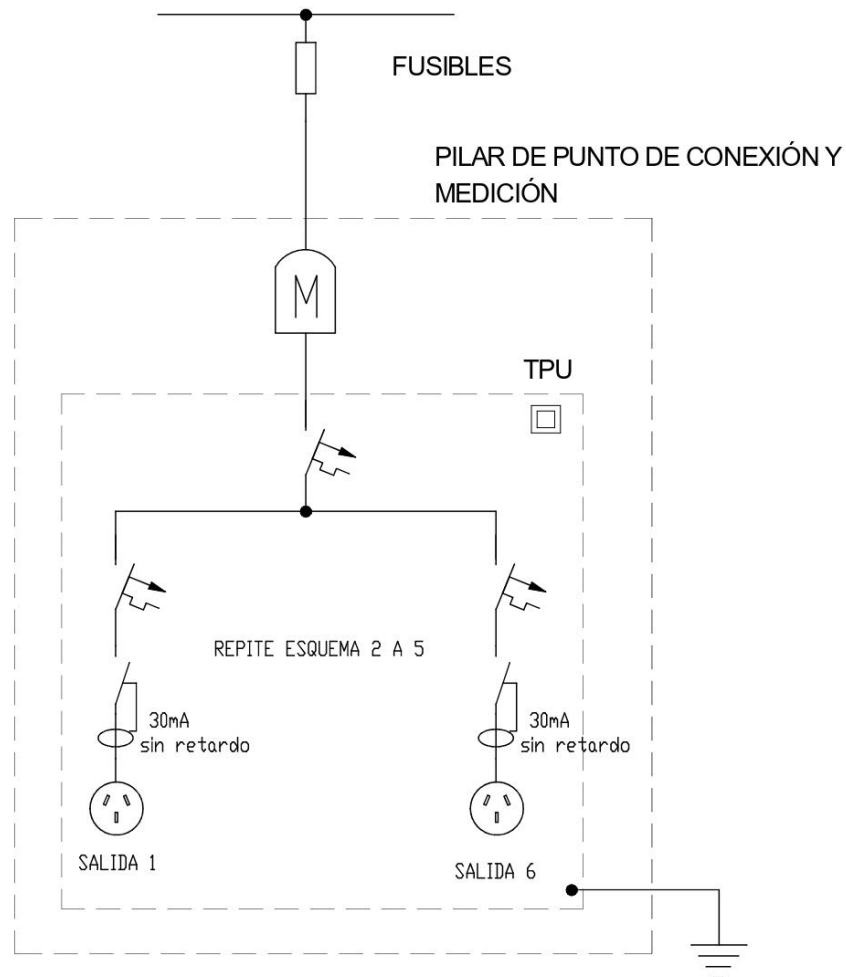 FUSIBLES
PILAR DE PUNTO DE CONEXIÓN Y
MEDICIÓN
M
TPU
REPITE ESQUEMA 2 A 5
30mA
sin retardo
30mA
sin retardo
SALIDA 1
SALIDA 6